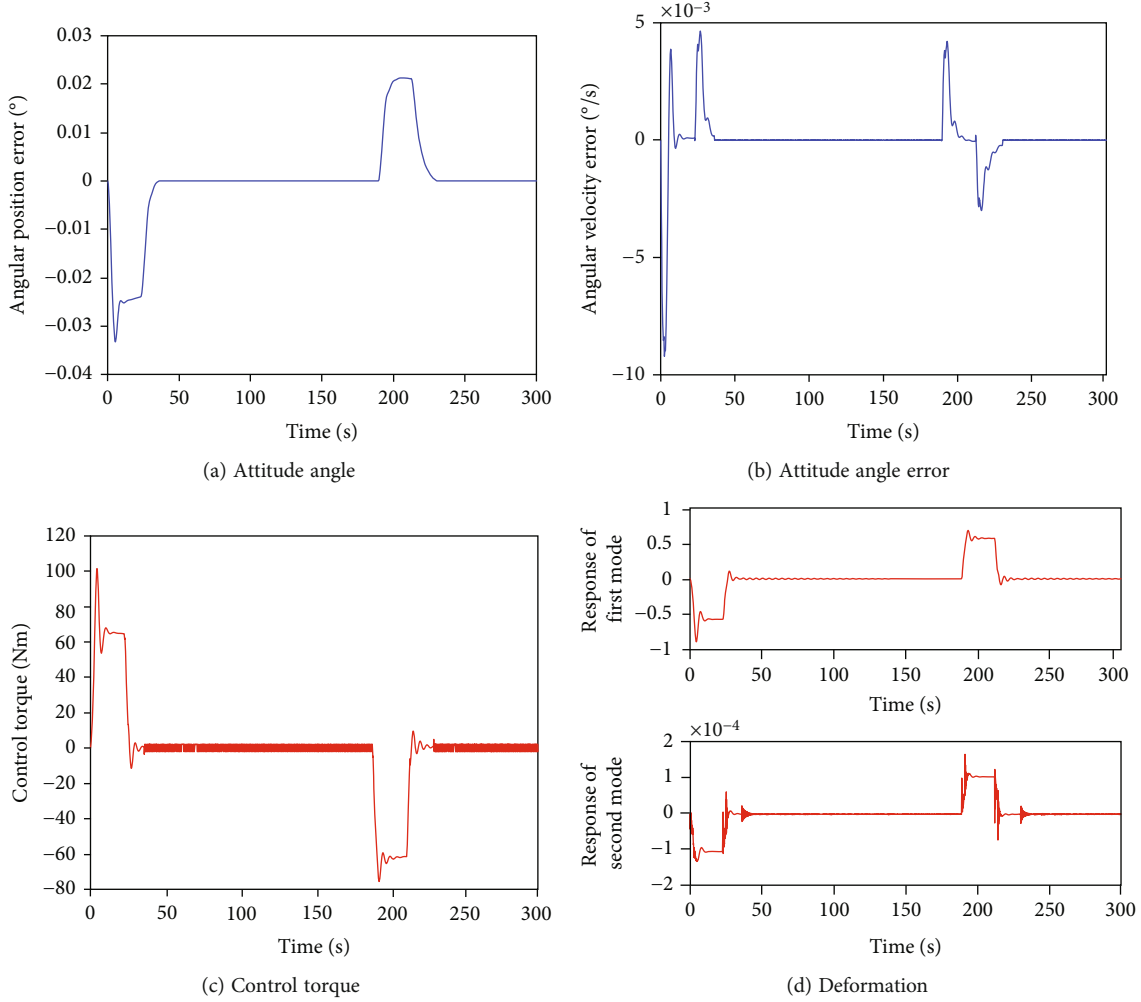 0.03
0.02
0.01
0
−0.01
−0.02
−0.03
−0.04
Angular position error (°)
0 50 100 150 200 250 300
Time (s)
(a) Attitude angle
×10−3
5
0
−5
−10
Angular velocity error (°/s)
0 50 100 150 200 250 300
Time (s)
(b) Attitude angle error
120
100
80
60
40
20
0
−20
−40
−60
−80
Control torque (Nm)
0 50 100 150 200 250 300
Time (s)
(c) Control torque
1
0.5
0
−0.5
−1
Response of
first mode
0 50 100 150 200 250 300
Time (s)
×10−4
2
1
0
−1
−2
Response of
second mode
0 50 100 150 200 250 300
Time (s)
(d) Deformation